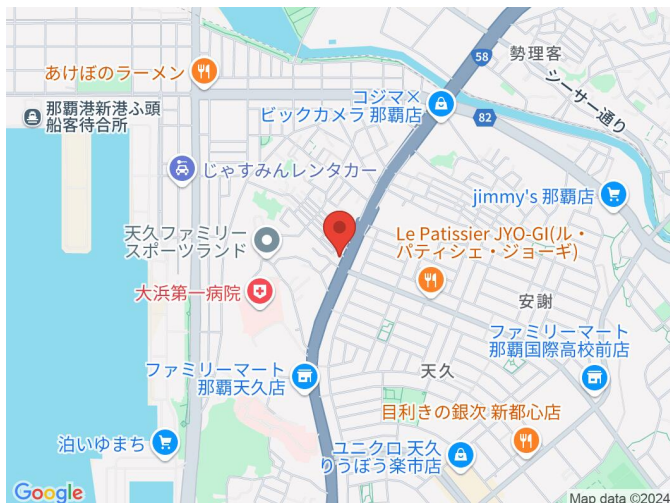 58
勢理客
シーサー通り
あけぼのラーメン
コジマ×
ビックカメラ 那覇店
那覇港新港ふ頭
船客待合所
82
じゃすみんレンタカー
jimmy's 那覇店
天久ファミリー
スポーツランド
Le Patissier JYO-GI(ル・
パティシェ・ジョーギ)
大浜第一病院
安謝
ファミリーマート
那覇国際高校前店
ファミリーマート
那覇天久店
天久
目利きの銀次 新都心店
泊いゆまち
ユニクロ 天久
りうぼう楽市店
Google
Map data ©2024